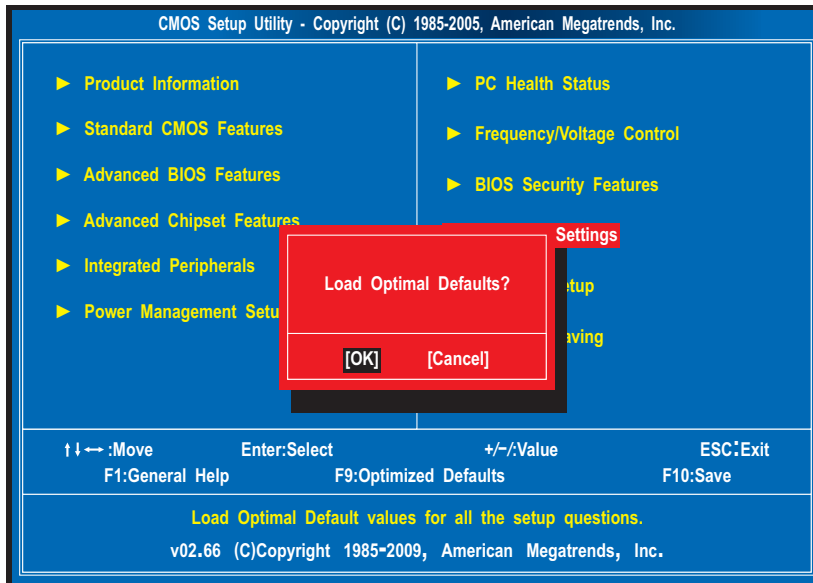 CMOS Setup Utility - Copyright (C) 1985-2005, American Megatrends, Inc.
► Product Information
► Standard CMOS Features
► Advanced BIOS Features
► Advanced Chipset Features
► Integrated Peripherals
► Power Management Setu
► PC Health Status
► Frequency/Voltage Control
► BIOS Security Features
Settings
etup
aving
Load Optimal Defaults?
[OK] [Cancel]
↑↓↔ :Move Enter:Select +/-/:Value ESC:Exit
F1:General Help F9:Optimized Defaults F10:Save
Load Optimal Default values for all the setup questions.
v02.66 (C)Copyright 1985-2009, American Megatrends, Inc.